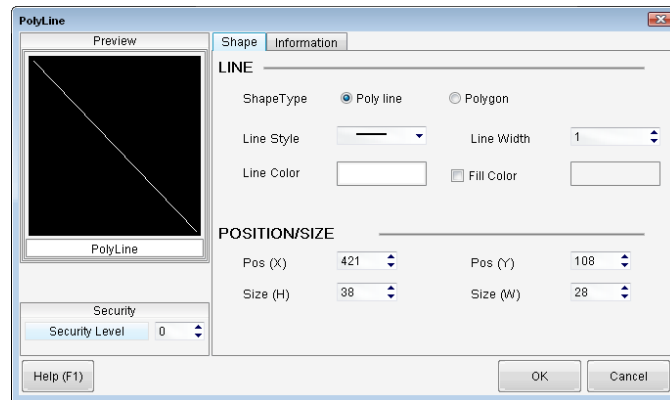 PolyLine
Preview
PolyLine
Security
Security Level 0
Shape Information
LINE
ShapeType Poly line Polygon
Line Style Line Width 1
Line Color Fill Color
POSITION/SIZE
Pos (X) 421 Pos (Y) 108
Size (H) 38 Size (W) 28
Help (F1) OK Cancel